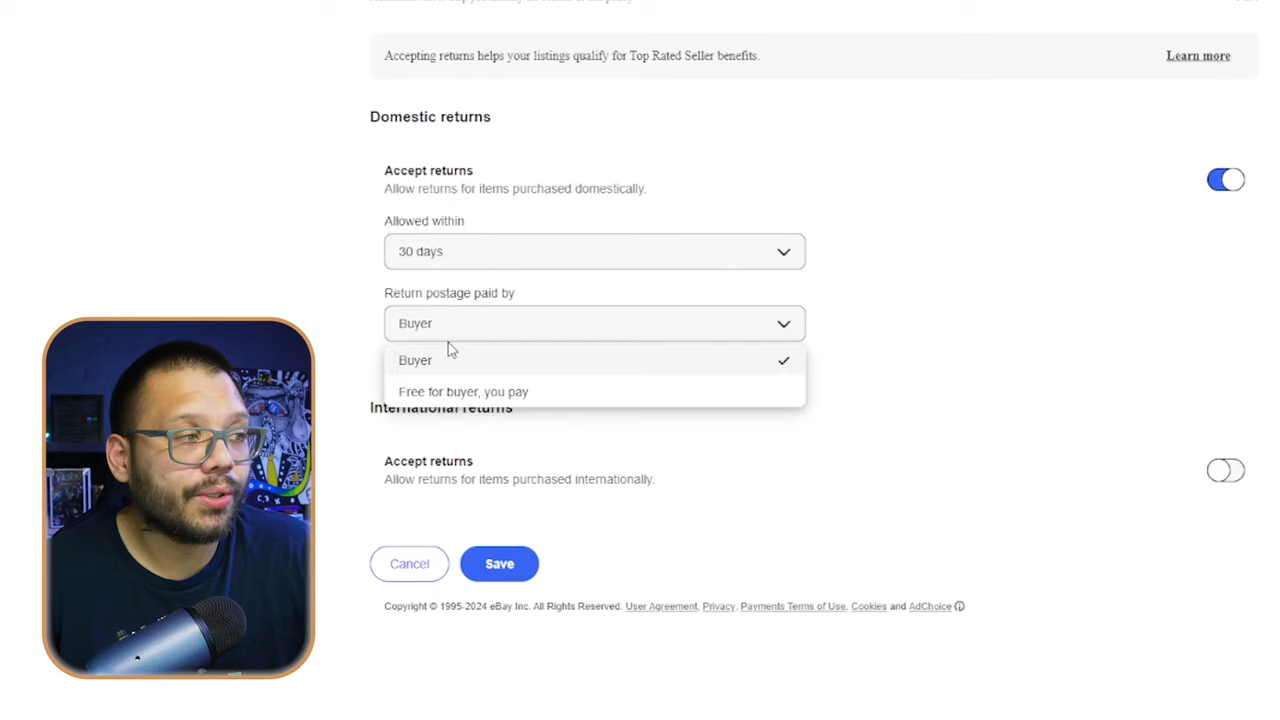 Accepting returns helps your listings qualify for Top Rated Seller benefits. Learn more
Domestic returns
Accept returns
Allow returns for items purchased domestically.
Allowed within
30 days
Return postage paid by
Buyer
Buyer
Free for buyer, you pay
International returns
Accept returns
Allow returns for items purchased internationally.
Cancel Save
Copyright © 1995-2024 eBay Inc. All Rights Reserved. User Agreement, Privacy, Payments Terms of Use, Cookies and AdChoice